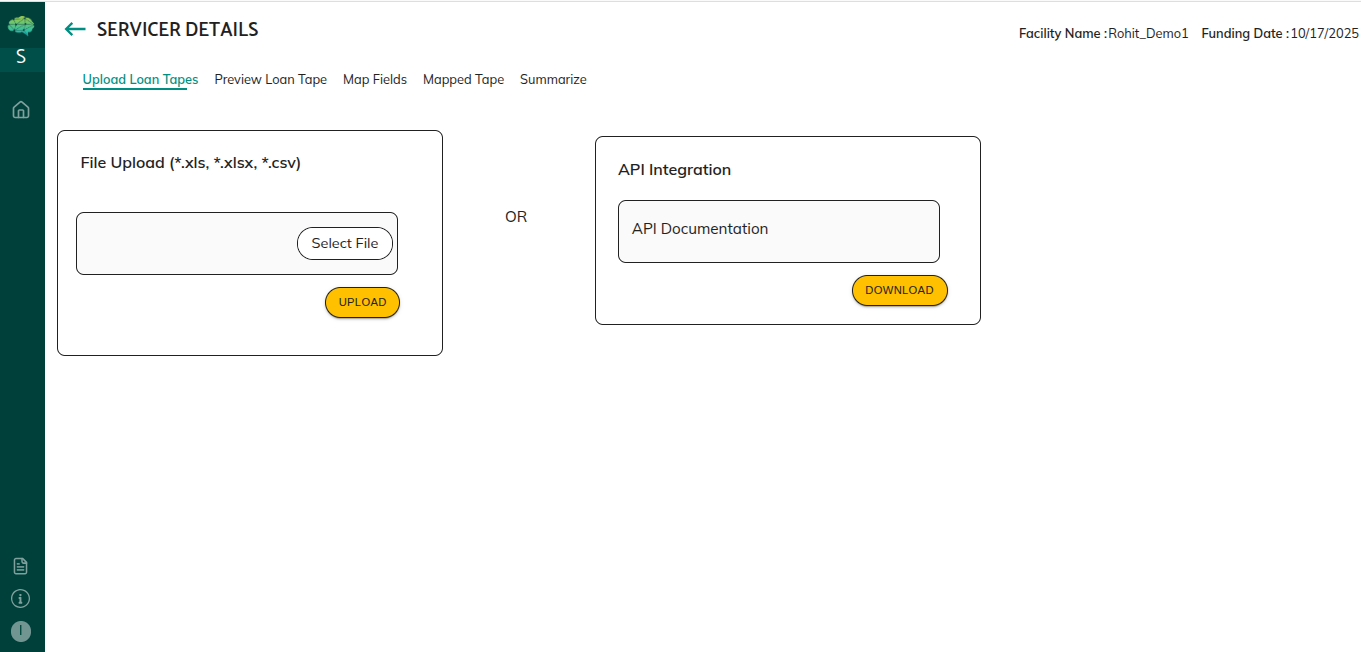 SERVICER DETAILS
Facility Name :Rohit_Demo1 Funding Date :10/17/2025
S
Upload Loan Tapes Preview Loan Tape Map Fields Mapped Tape Summarize
File Upload (*.xls, *.xlsx, *.csv)
Select File
UPLOAD
OR
API Integration
API Documentation
DOWNLOAD
I